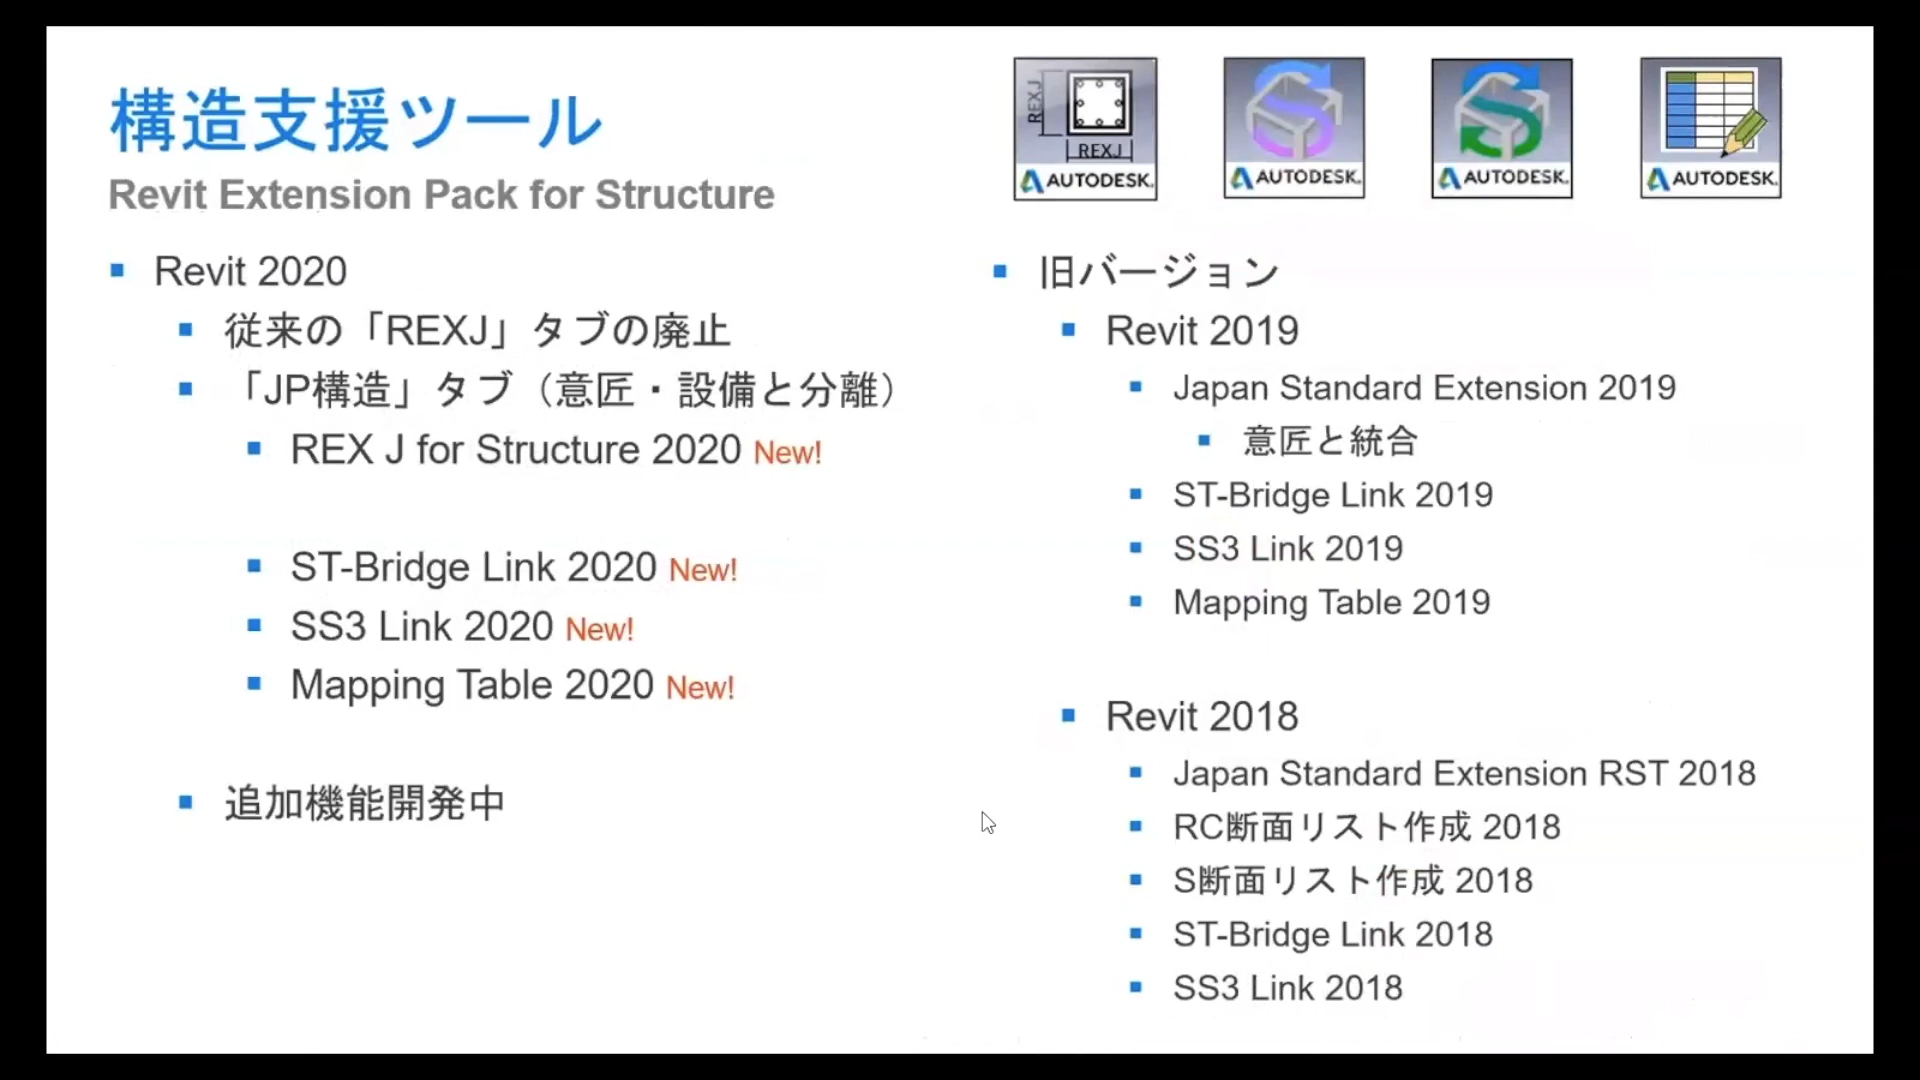 構造支援ツール
Revit Extension Pack for Structure
REXJ
REXJ
AUTODESK.
AUTODESK.
AUTODESK.
AUTODESK.
Revit 2020
従来の「REXJ」タブの廃止
「JP構造」タブ（意匠・設備と分離）
REX J for Structure 2020 New!
ST-Bridge Link 2020 New!
SS3 Link 2020 New!
Mapping Table 2020 New!
追加機能開発中
旧バージョン
Revit 2019
Japan Standard Extension 2019
意匠と統合
ST-Bridge Link 2019
SS3 Link 2019
Mapping Table 2019
Revit 2018
Japan Standard Extension RST 2018
RC断面リスト作成 2018
S断面リスト作成 2018
ST-Bridge Link 2018
SS3 Link 2018